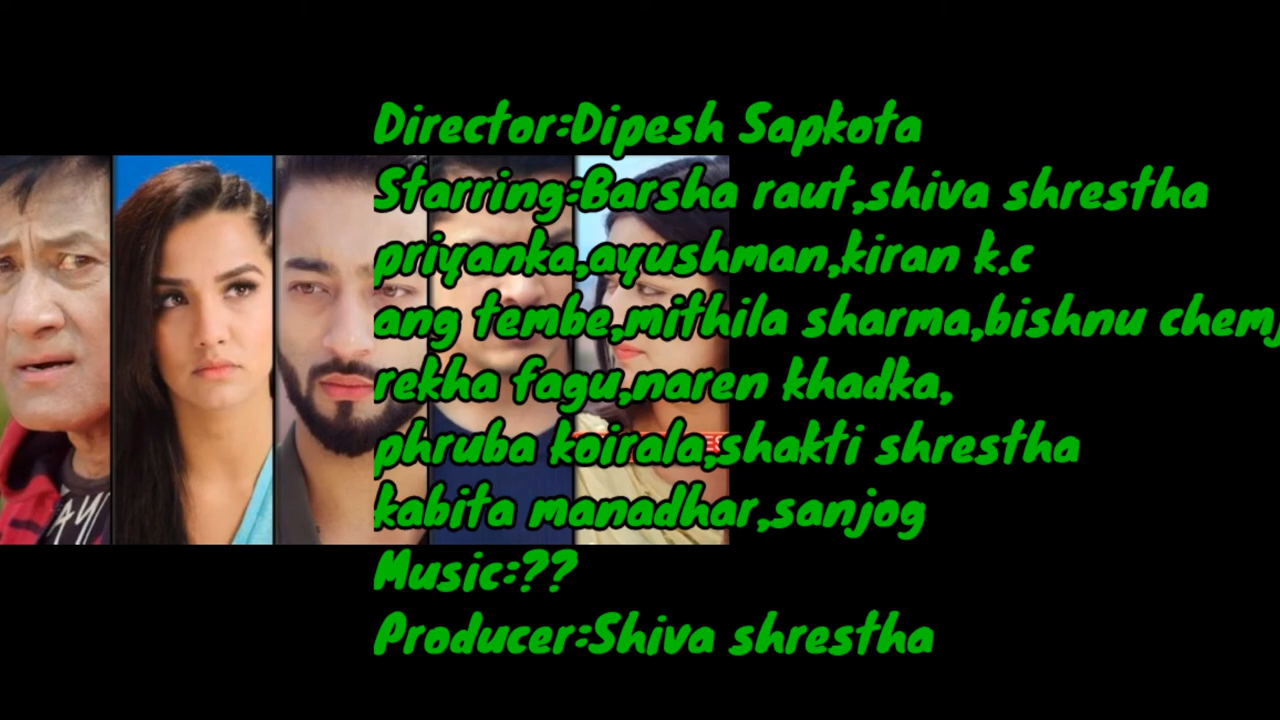 Director:Dipesh Sapkota
Starring:Barsha raut,shiva shrestha
priyanka,ayushman,kiran k.c
ang tembe,mithila sharma,bishnu chemj
rekha fagu,naren khadka,
phruba koirala,shakti shrestha
kabita manadhar,sanjog
Music:??
Producer:Shiva shrestha